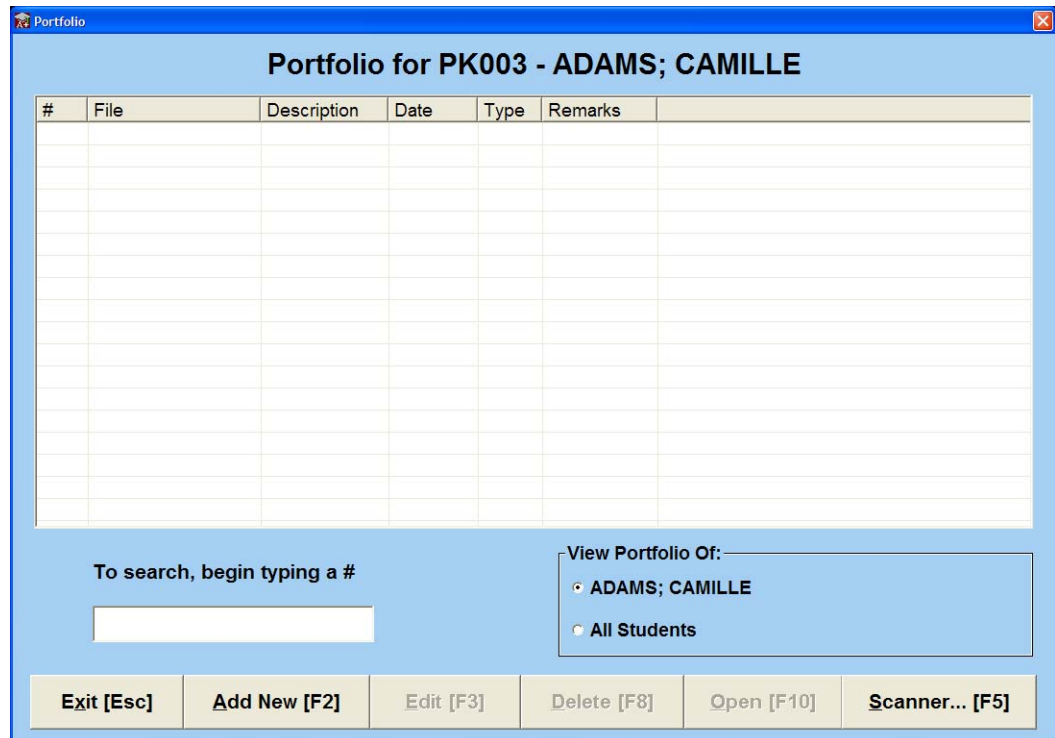 Portfolio
Portfolio for PK003 - ADAMS; CAMILLE
# File Description Date Type Remarks
To search, begin typing a #
View Portfolio Of:
ADAMS; CAMILLE
All Students
Exit [Esc] Add New [F2] Edit [F3] Delete [F8] Open [F10] Scanner... [F5]